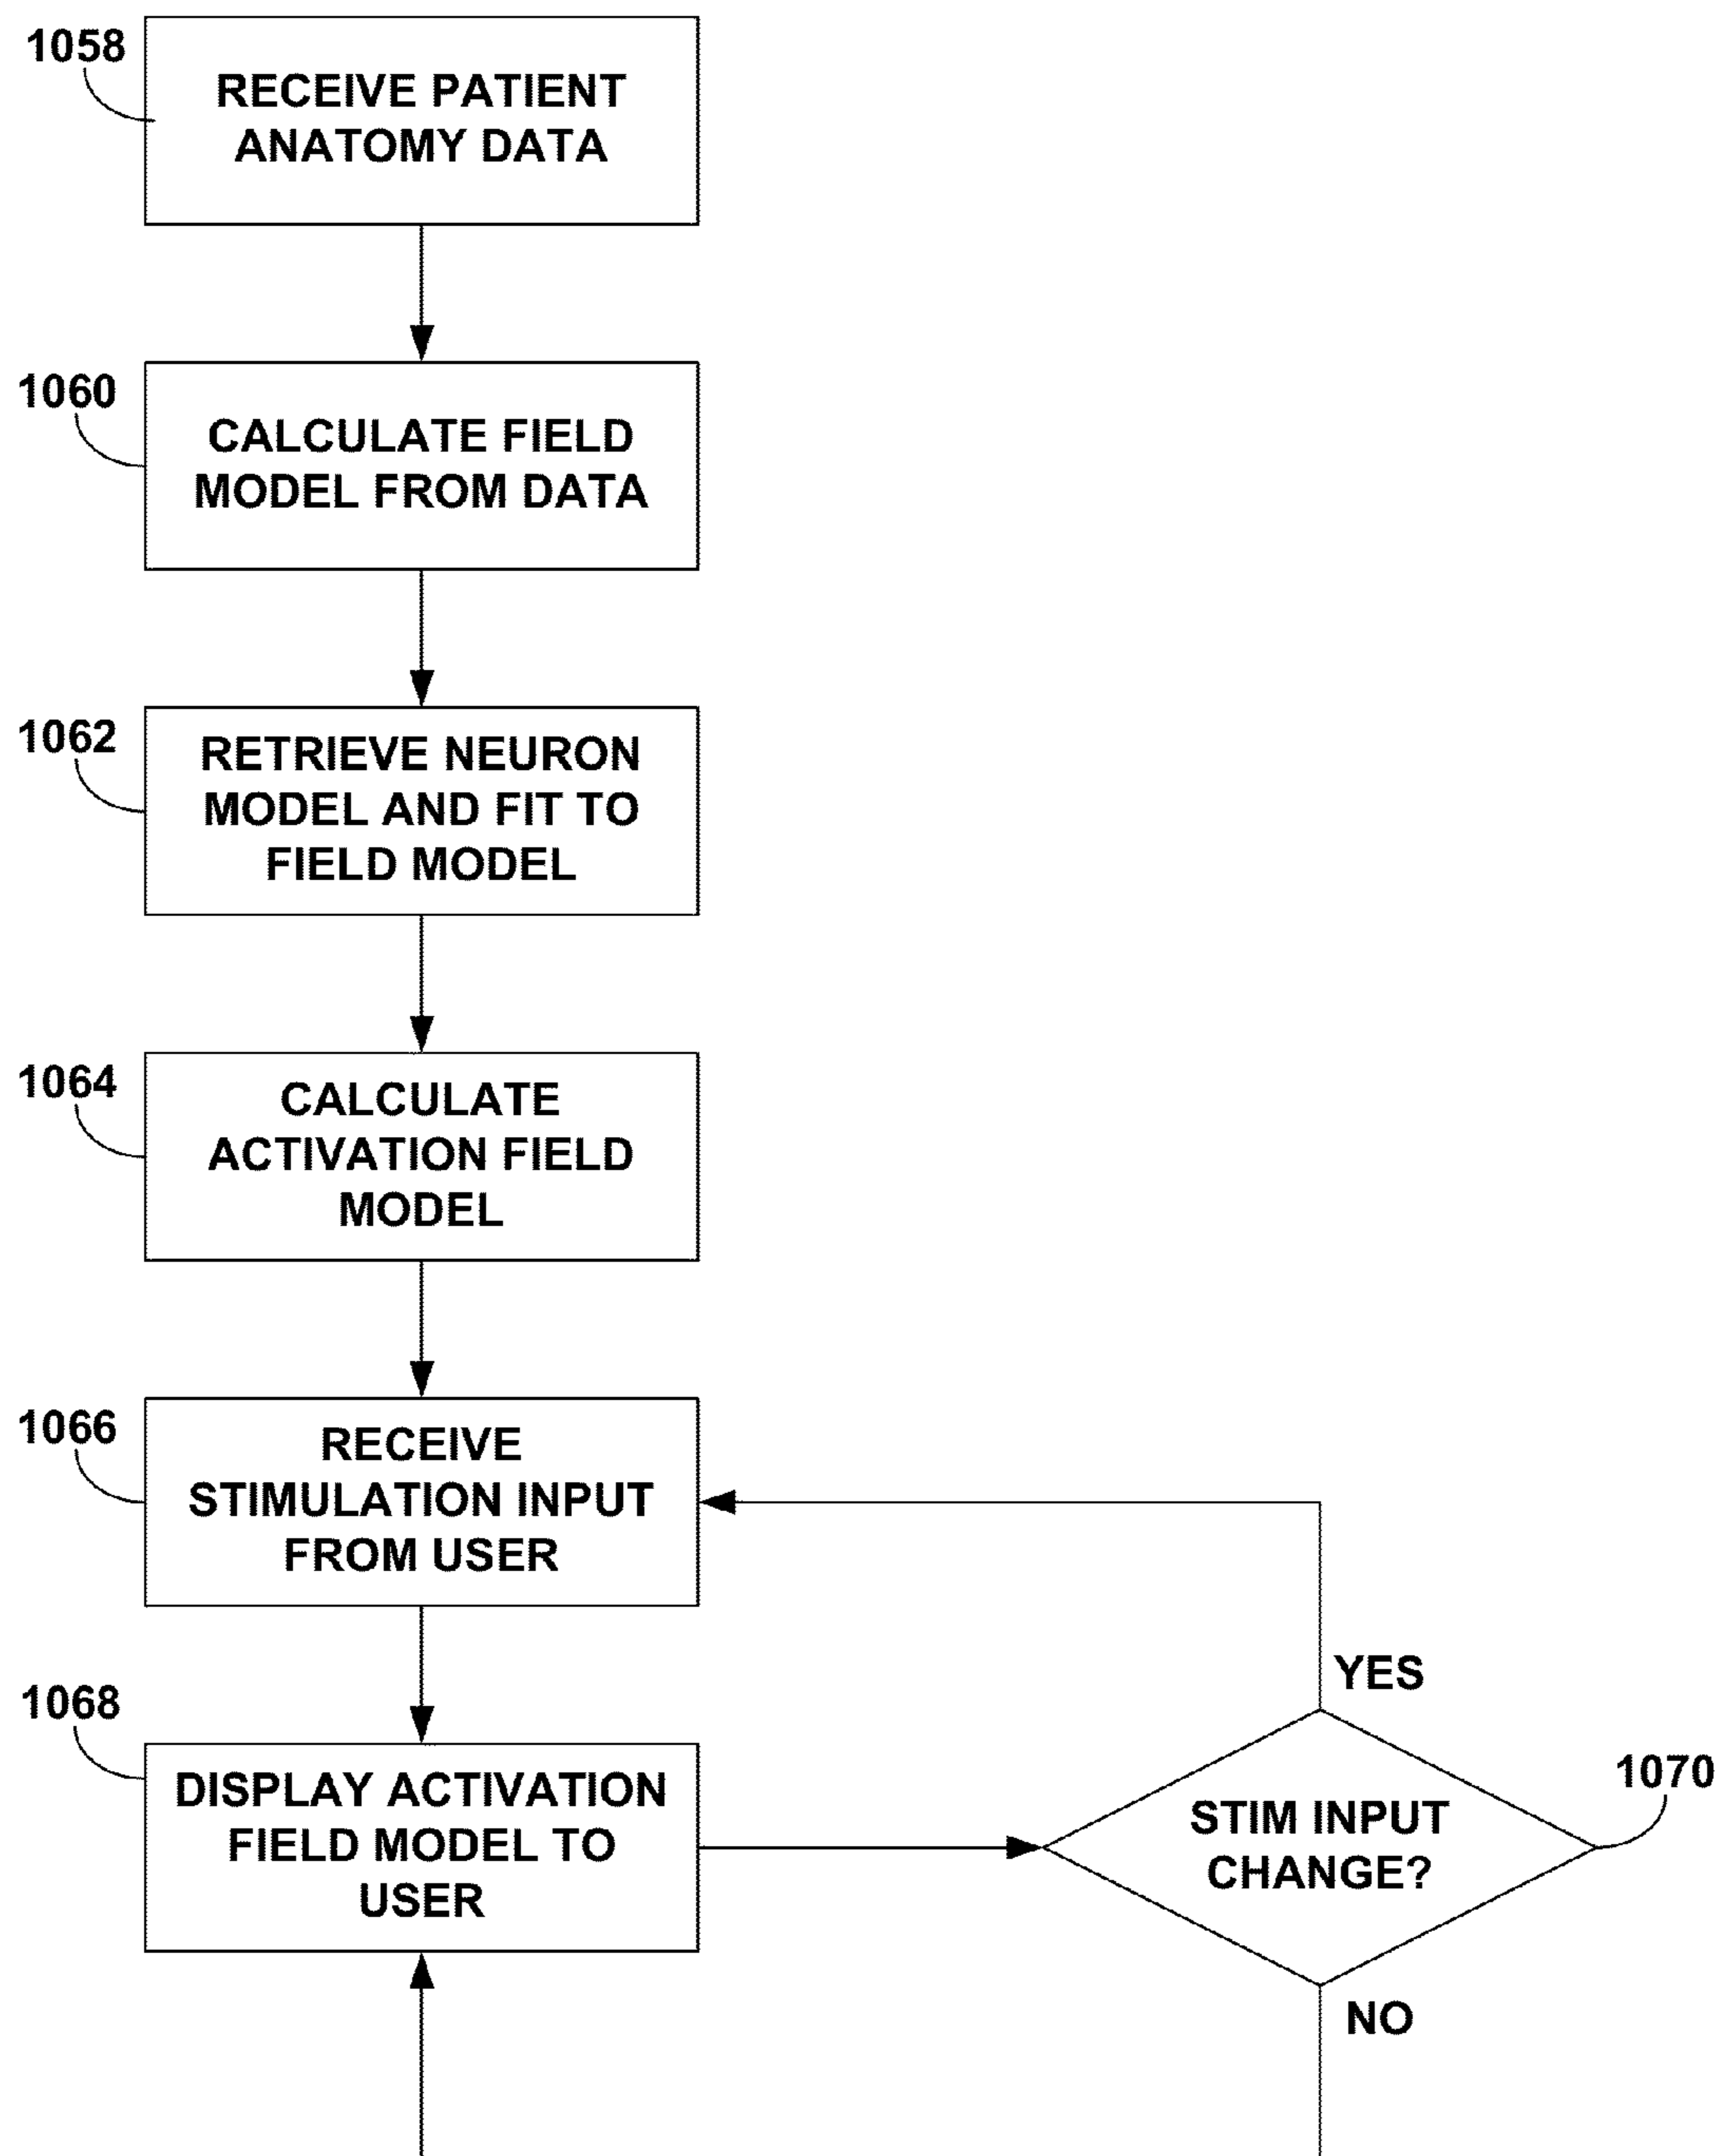 1058
RECEIVE PATIENT
ANATOMY DATA
1060
CALCULATE FIELD
MODEL FROM DATA
1062
RETRIEVE NEURON
MODEL AND FIT TO
FIELD MODEL
1064
CALCULATE
ACTIVATION FIELD
MODEL
1066
RECEIVE
STIMULATION INPUT
FROM USER
YES
1068
DISPLAY ACTIVATION
FIELD MODEL TO
USER
1070
STIM INPUT
CHANGE?
NO